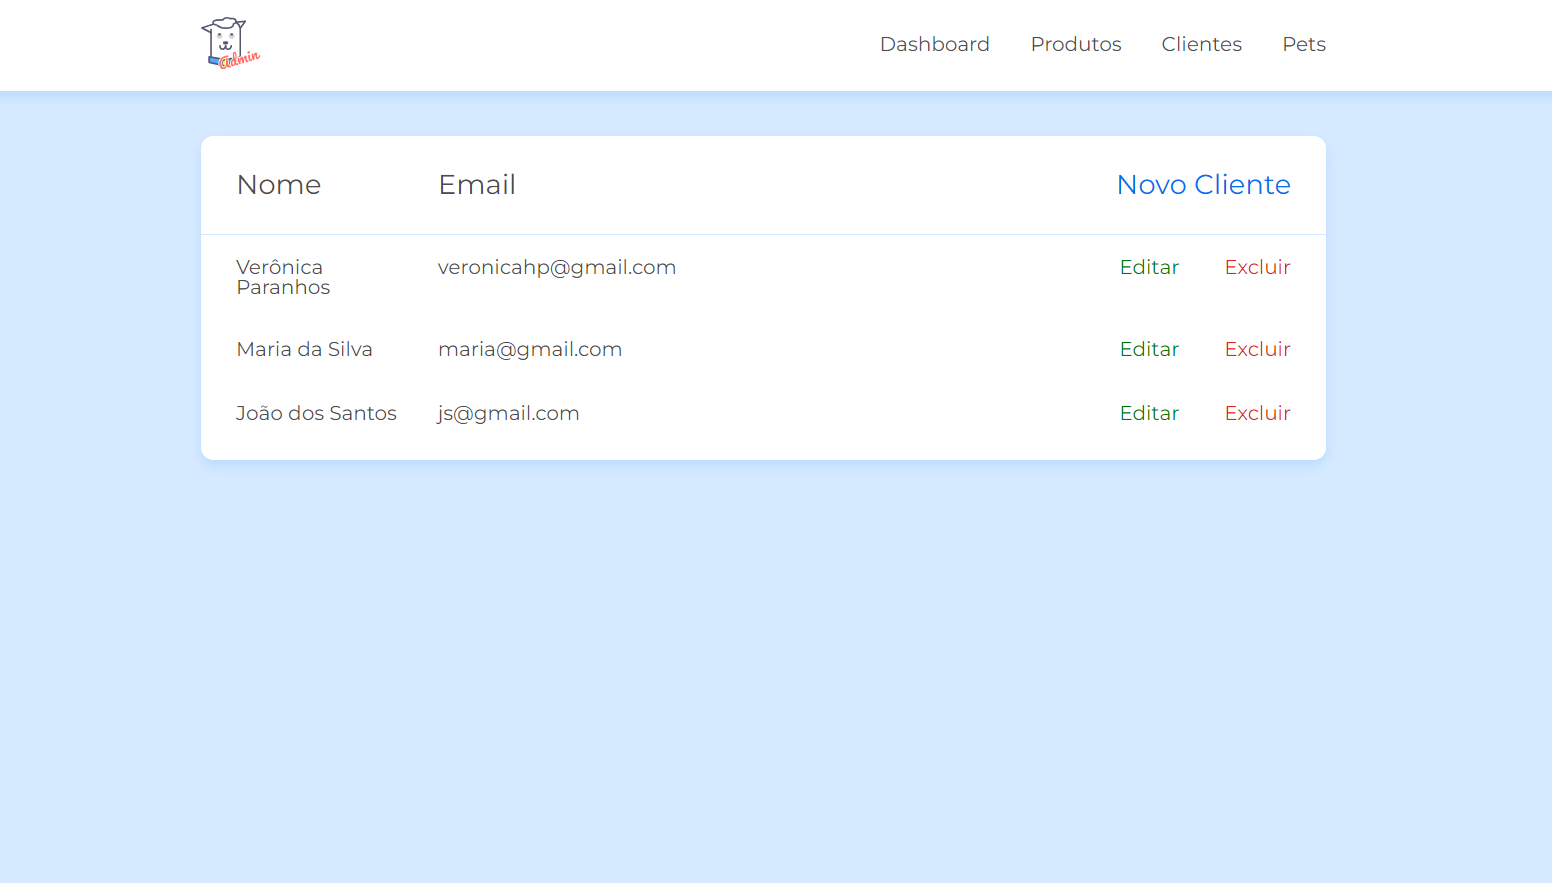 admin
Dashboard Produtos Clientes Pets
Nome Email Novo Cliente
Verônica
Paranhos
veronicahp@gmail.com Editar Excluir
Maria da Silva maria@gmail.com Editar Excluir
João dos Santos js@gmail.com Editar Excluir